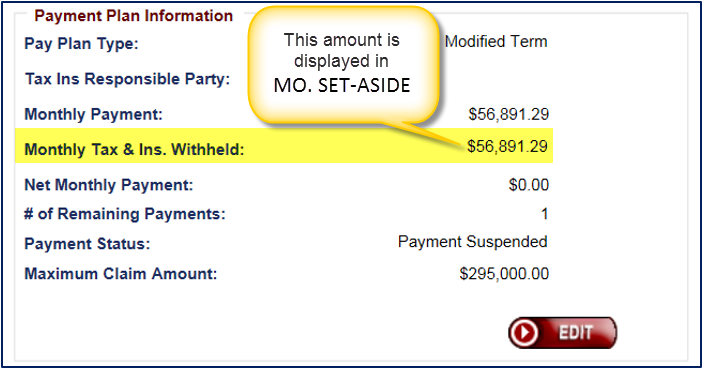 Payment Plan Information
Pay Plan Type: Modified Term
This amount is
displayed in
MO. SET-ASIDE
Tax Ins Responsible Party:
Monthly Payment: $56,891.29
Monthly Tax & Ins. Withheld: $56,891.29
Net Monthly Payment: $0.00
# of Remaining Payments: 1
Payment Status: Payment Suspended
Maximum Claim Amount: $295,000.00
EDIT